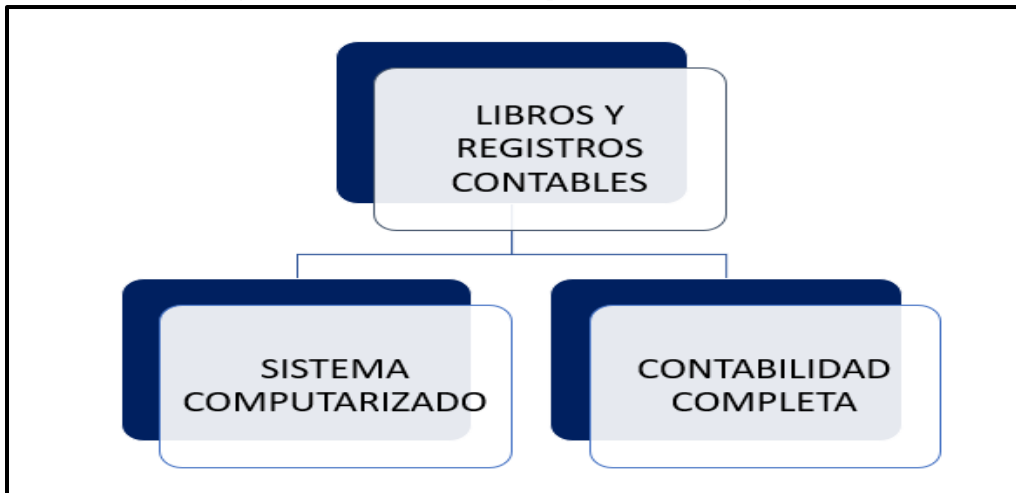 LIBROS Y
REGISTROS
CONTABLES
SISTEMA
COMPUTARIZADO
CONTABILIDAD
COMPLETA